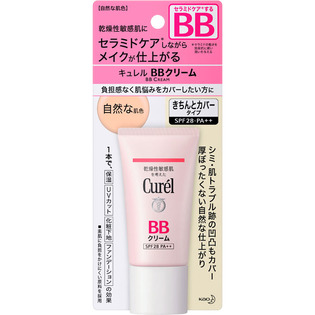 【自然な肌色】
セラミドケア*する
BB
乾燥性敏感肌に
セラミドケア*しながら
メイクが仕上がる
キュレル BBクリーム
BB CREAM
負担感なく肌悩みをカバーしたい方に
自然な肌色
きちんとカバー
タイプ
SPF28・PA++
シミ・肌トラブル跡の凹凸もカバー
厚ぼったくない自然な仕上がり
1本で、保湿・UVカット・化粧下地・ファンデーションの効果
乾燥性敏感肌
を考えた
Curél
BB
クリーム
SPF28 PA++